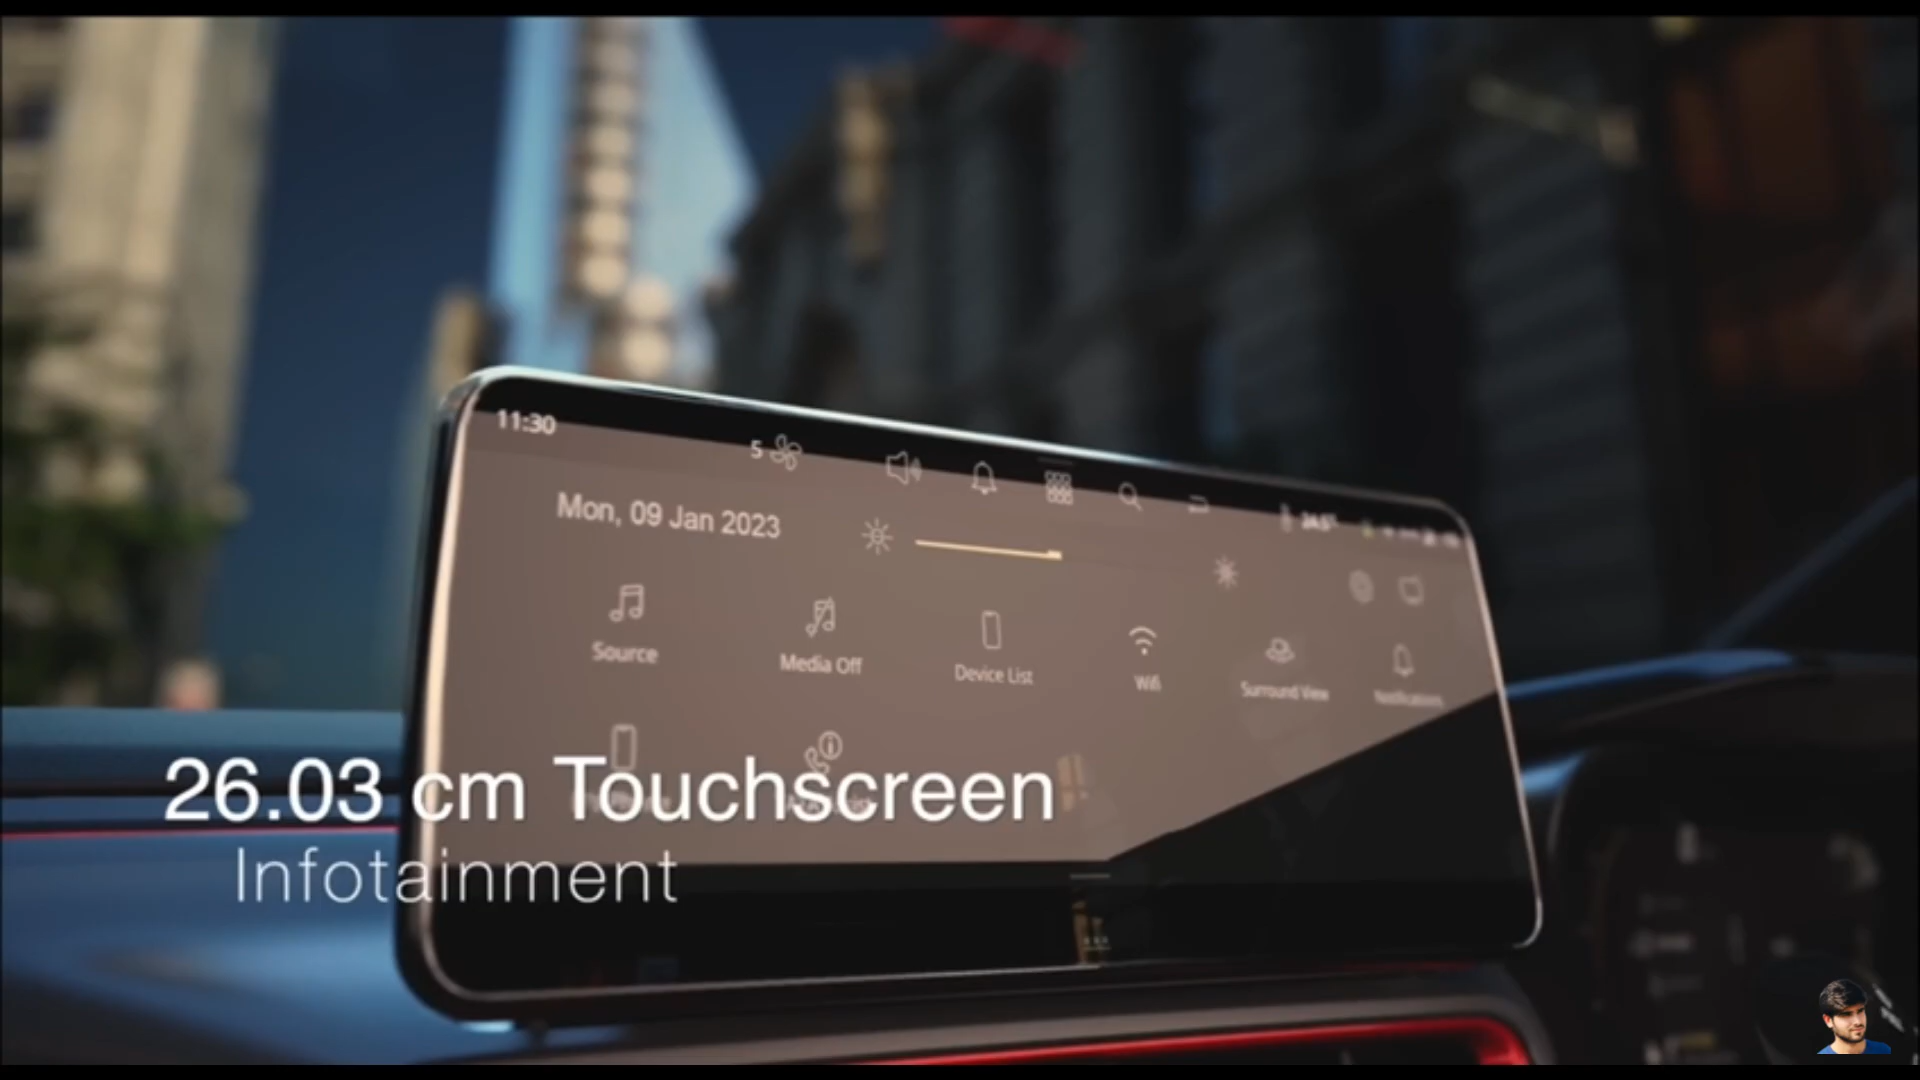 11:30
5
Mon, 09 Jan 2023
Source
Media Off
Device List
Wifi
Surround View
Notifications
26.03 cm Touchscreen
Infotainment